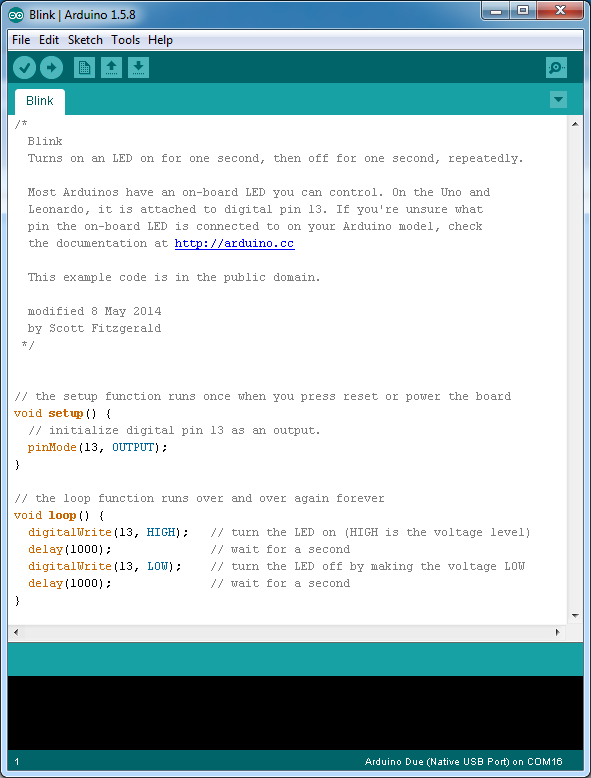 Blink | Arduino 1.5.8
File Edit Sketch Tools Help
Blink
/*
  Blink
  Turns on an LED on for one second, then off for one second, repeatedly.

  Most Arduinos have an on-board LED you can control. On the Uno and
  Leonardo, it is attached to digital pin 13. If you're unsure what
  pin the on-board LED is connected to on your Arduino model, check
  the documentation at http://arduino.cc

  This example code is in the public domain.

  modified 8 May 2014
  by Scott Fitzgerald
 */


// the setup function runs once when you press reset or power the board
void setup() {
  // initialize digital pin 13 as an output.
  pinMode(13, OUTPUT);
}

// the loop function runs over and over again forever
void loop() {
  digitalWrite(13, HIGH);   // turn the LED on (HIGH is the voltage level)
  delay(1000);              // wait for a second
  digitalWrite(13, LOW);    // turn the LED off by making the voltage LOW
  delay(1000);              // wait for a second
}
1 Arduino Due (Native USB Port) on COM16